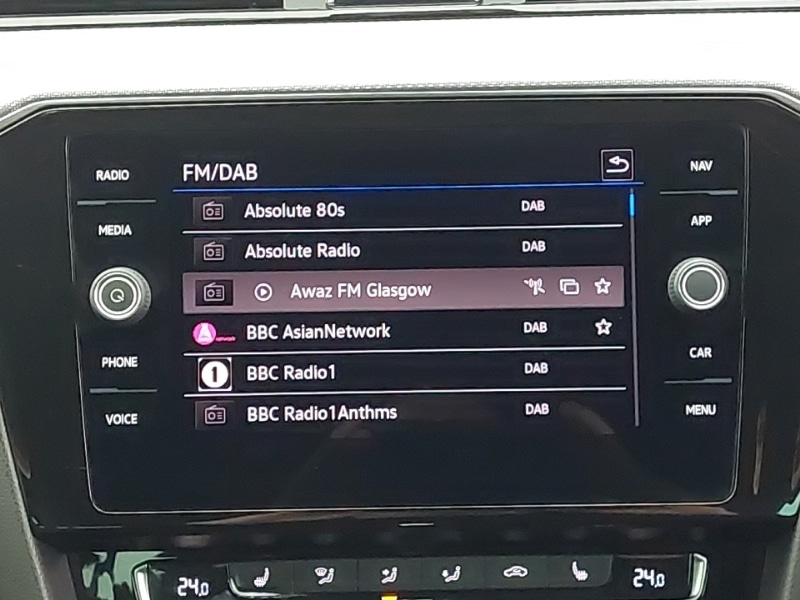 RADIO
MEDIA
PHONE
VOICE
FM/DAB
Absolute 80s DAB
Absolute Radio DAB
Awaz FM Glasgow
BBC AsianNetwork DAB
1 BBC Radio1 DAB
BBC Radio1Anthms DAB
NAV
APP
CAR
MENU
24,0
24,0